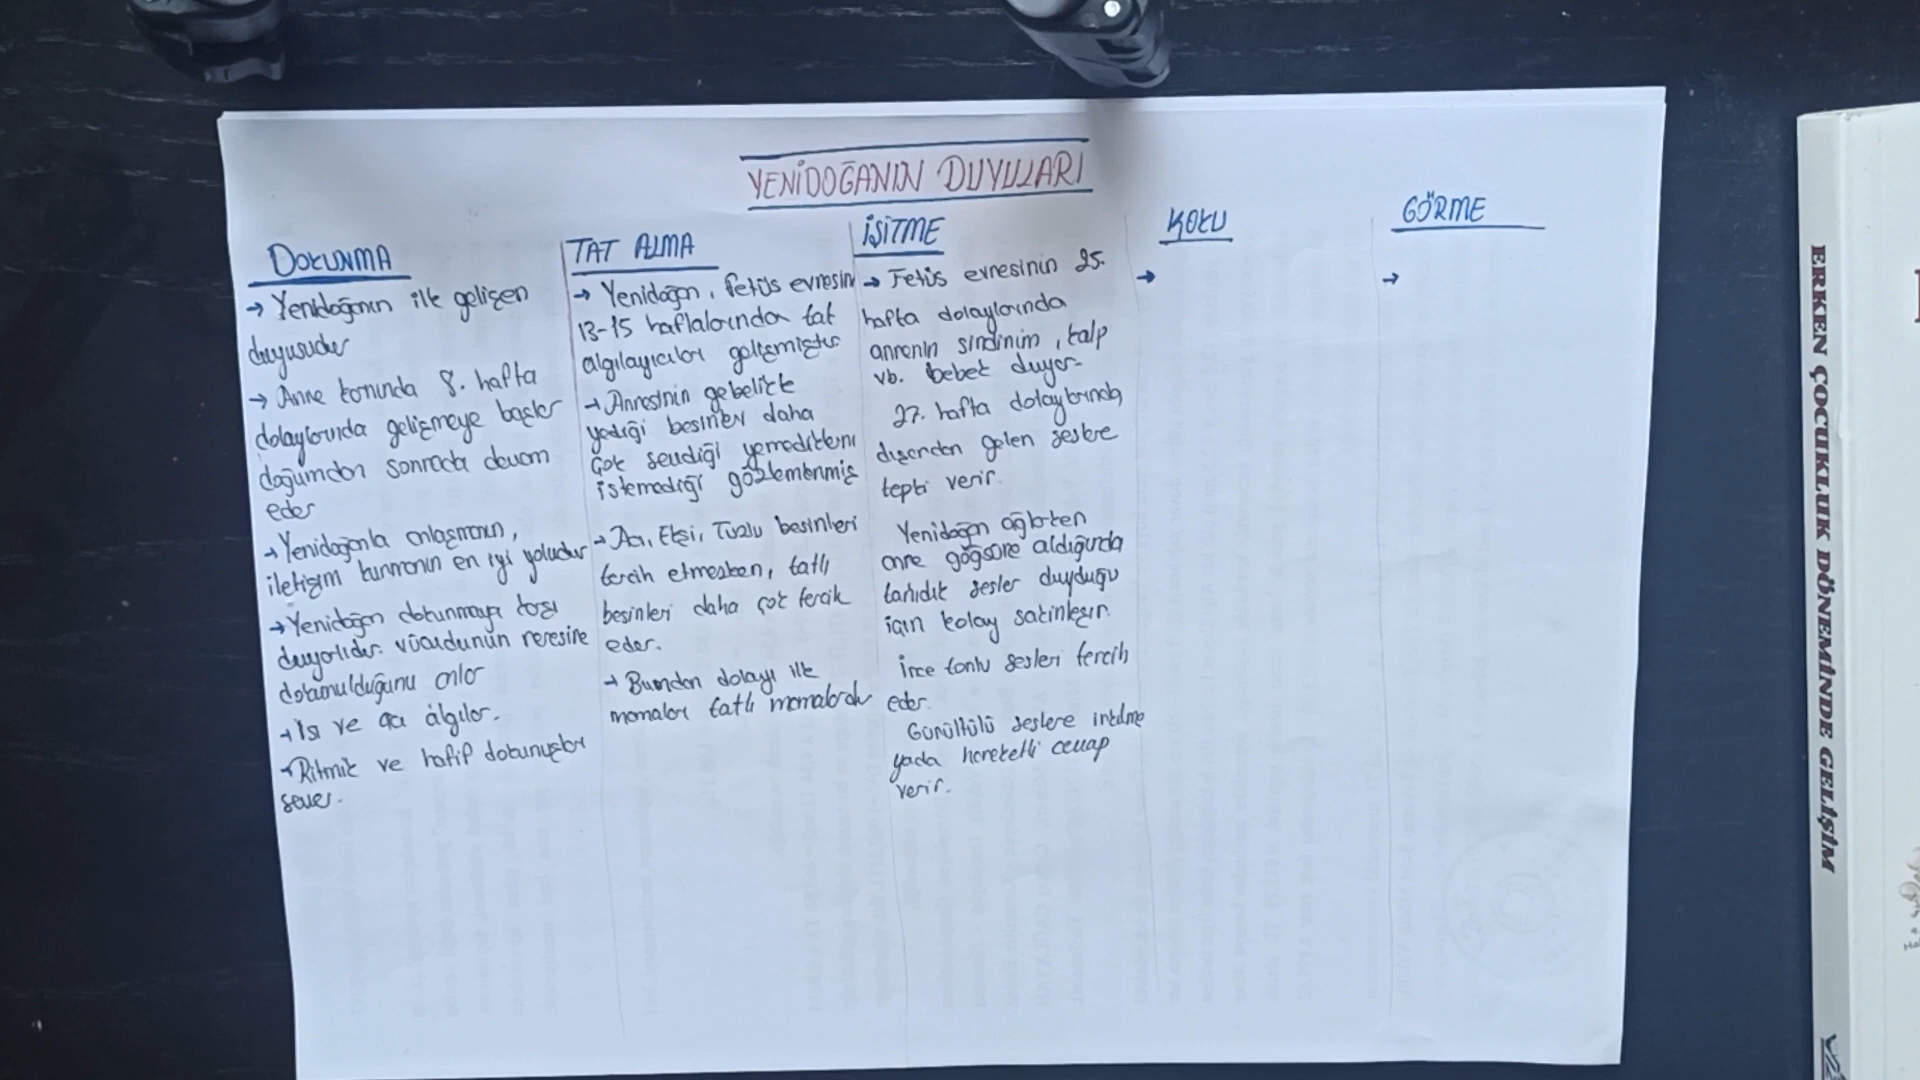 YENİDOĞANIN DUYULARI
DOKUNMA
→ Yenidoğanın ilk gelişen
duyusudur
→ Anne karnında 8. hafta
dolaylarında gelişmeye başlar
doğumdan sonrada devam
eder
→ Yenidoğanla anlaşmanın,
iletişim kurmanın en iyi yoludur
→ Yenidoğan dokunmaya karşı
duyarlıdır. vücudunun neresine
dokunulduğunu anlar
→ Isı ve acı algılar.
→ Ritmik ve hafif dokunuşları
sever.
TAT ALMA
→ Yenidoğan, fetüs evresin
13-15 haftalarında tat
algılayıcıları gelişmiştir
→ Annesinin gebelikte
yediği besinleri daha
çok sevdiği yemediklerini
istemediği gözlemlenmiş
→ Acı, Ekşi, Tuzlu besinleri
tercih etmezken, tatlı
besinleri daha çok tercih
eder.
→ Bundan dolayı ilk
mamaları tatlı mamalardır
İŞİTME
→ Fetüs evresinin 25.
hafta dolaylarında
annenin sindirim, kalp
vb. bebek duyar.
27. hafta dolaylarında
dışarıdan gelen seslere
tepki verir.
Yenidoğan ağlarken
anne göğsüne aldığında
tanıdık sesler duyduğu
için kolay sakinleşir.
İnce tonlu sesleri tercih
eder.
Gürültülü seslere irkilme
yada hareketli cevap
verir.
KOKU
→
GÖRME
→
ERKEN ÇOCUKLUK DÖNEMİNDE GELİŞİM